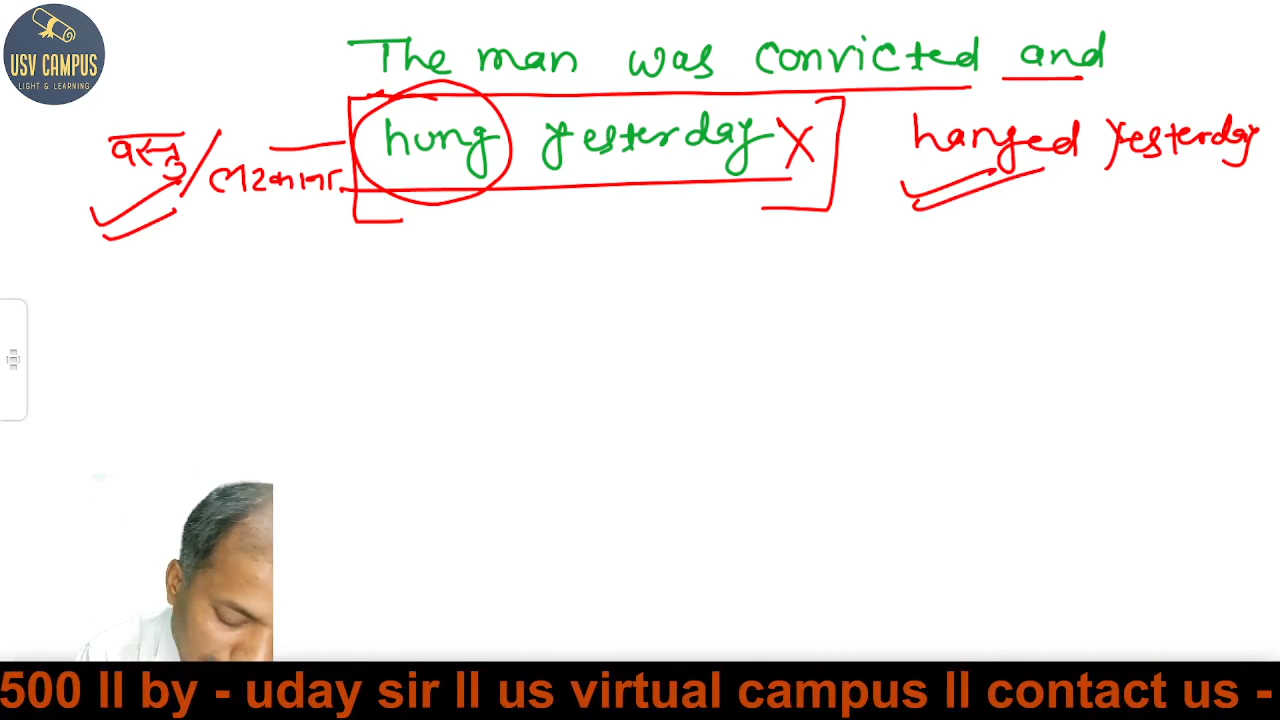 USV CAMPUS
LIGHT & LEARNING
The man was convicted and
वस्तु / लटकाना hung yesterday X hanged yesterday
500 ll by - uday sir ll us virtual campus ll contact us -